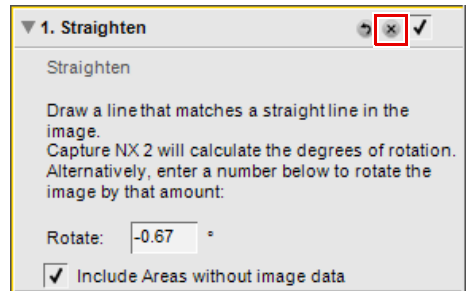 1. Straighten
Straighten
Draw a line that matches a straight line in the
image.
Capture NX 2 will calculate the degrees of rotation.
Alternatively, enter a number below to rotate the
image by that amount:
Rotate: -0.67 °
Include Areas without image data